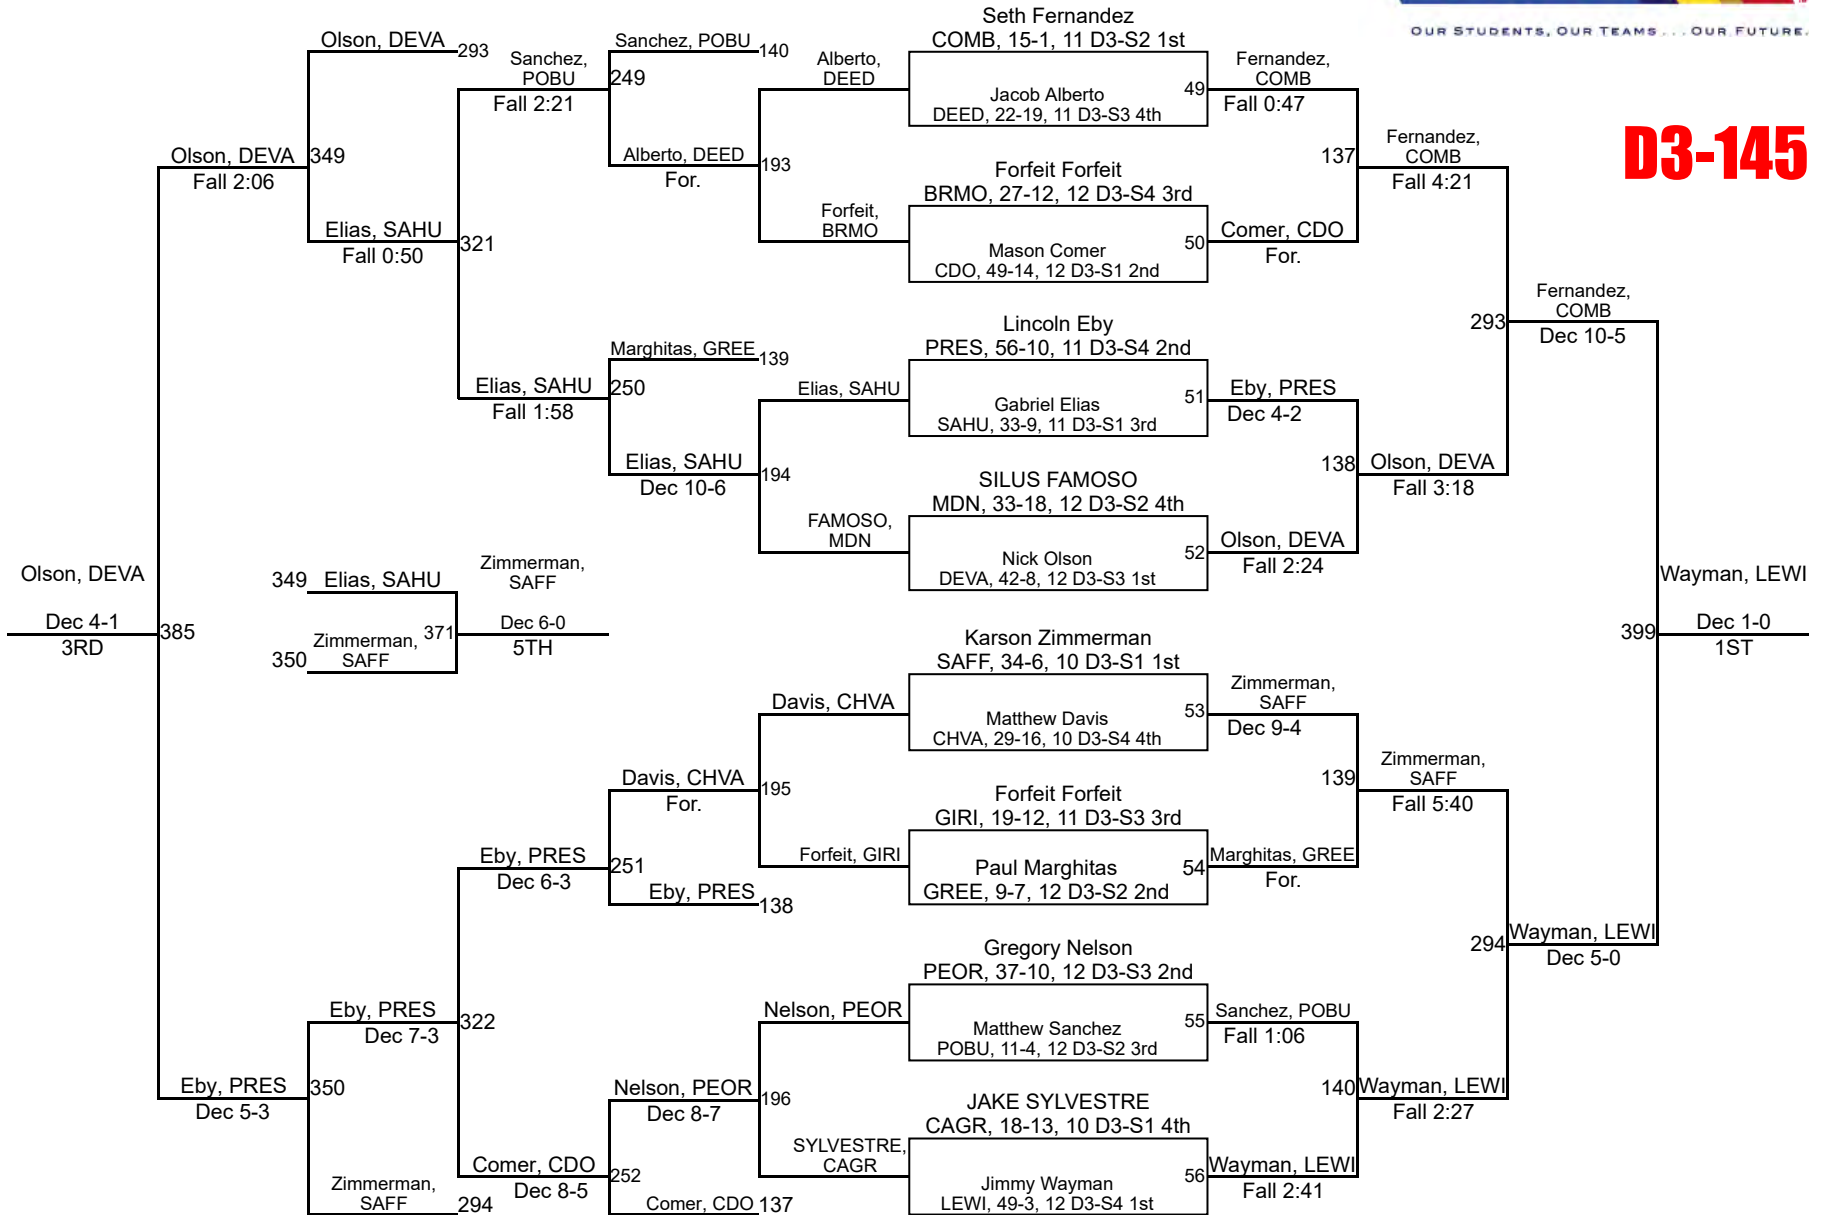 OUR STUDENTS, OUR TEAMS . . . OUR FUTURE.
D3-145
Seth Fernandez
COMB, 15-1, 11 D3-S2 1st
Jacob Alberto
DEED, 22-19, 11 D3-S3 4th
49
Forfeit Forfeit
BRMO, 27-12, 12 D3-S4 3rd
Mason Comer
CDO, 49-14, 12 D3-S1 2nd
50
Lincoln Eby
PRES, 56-10, 11 D3-S4 2nd
Gabriel Elias
SAHU, 33-9, 11 D3-S1 3rd
51
SILUS FAMOSO
MDN, 33-18, 12 D3-S2 4th
Nick Olson
DEVA, 42-8, 12 D3-S3 1st
52
Karson Zimmerman
SAFF, 34-6, 10 D3-S1 1st
Matthew Davis
CHVA, 29-16, 10 D3-S4 4th
53
Forfeit Forfeit
GIRI, 19-12, 11 D3-S3 3rd
Paul Marghitas
GREE, 9-7, 12 D3-S2 2nd
54
Gregory Nelson
PEOR, 37-10, 12 D3-S3 2nd
Matthew Sanchez
POBU, 11-4, 12 D3-S2 3rd
55
JAKE SYLVESTRE
CAGR, 18-13, 10 D3-S1 4th
Jimmy Wayman
LEWI, 49-3, 12 D3-S4 1st
56
Fernandez,
COMB
Fall 0:47
137
Comer, CDO
For.
Eby, PRES
Dec 4-2
138
Olson, DEVA
Fall 2:24
Zimmerman,
SAFF
Dec 9-4
139
Marghitas, GREE
For.
Sanchez, POBU
Fall 1:06
140
Wayman, LEWI
Fall 2:41
Fernandez,
COMB
Fall 4:21
293
Olson, DEVA
Fall 3:18
Zimmerman,
SAFF
Fall 5:40
294
Wayman, LEWI
Fall 2:27
Fernandez,
COMB
Dec 10-5
399
Wayman, LEWI
Dec 5-0
Wayman, LEWI
Dec 1-0
1ST
Alberto,
DEED
193
Forfeit,
BRMO
Elias, SAHU
194
FAMOSO,
MDN
Davis, CHVA
195
Forfeit, GIRI
Nelson, PEOR
196
SYLVESTRE,
CAGR
Sanchez, POBU
140
249
Alberto, DEED
For.
Marghitas, GREE
139
250
Elias, SAHU
Dec 10-6
Davis, CHVA
For.
251
Eby, PRES
138
Nelson, PEOR
Dec 8-7
252
Comer, CDO
137
Sanchez,
POBU
Fall 2:21
321
Elias, SAHU
Fall 1:58
Eby, PRES
Dec 6-3
322
Comer, CDO
Dec 8-5
Olson, DEVA
293
349
Elias, SAHU
Fall 0:50
Eby, PRES
Dec 7-3
350
Zimmerman,
SAFF
294
Olson, DEVA
Fall 2:06
385
Eby, PRES
Dec 5-3
Olson, DEVA
Dec 4-1
3RD
349
Elias, SAHU
371
350
Zimmerman,
SAFF
Zimmerman,
SAFF
Dec 6-0
5TH